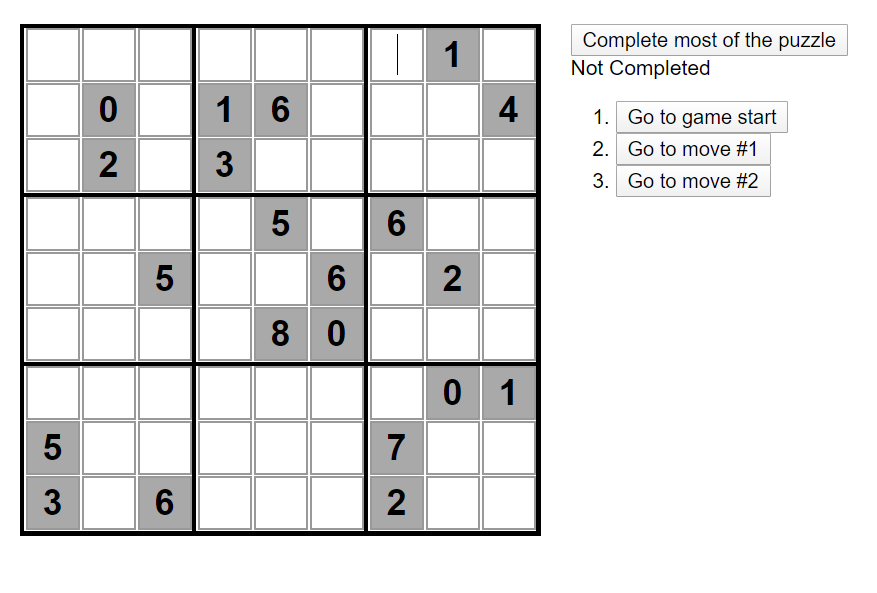 1
0 1 6 4
2 3
5 6
5 6 2
8 0
0 1
5 7
3 6 2
Complete most of the puzzle
Not Completed
1. Go to game start
2. Go to move #1
3. Go to move #2